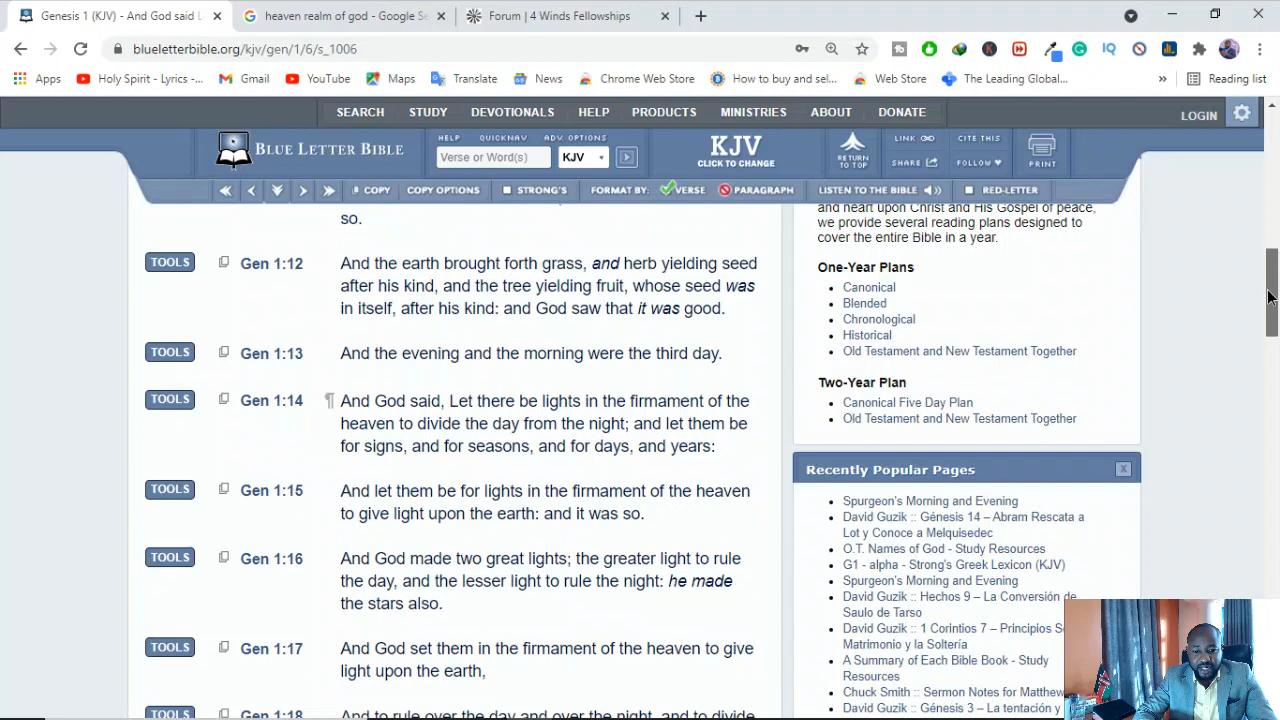 Genesis 1 (KJV) - And God said L
heaven realm of god - Google Se
Forum | 4 Winds Fellowships
blueletterbible.org/kjv/gen/1/6/s_1006
Apps
Holy Spirit - Lyrics -...
Gmail
YouTube
Maps
Translate
News
Chrome Web Store
How to buy and sel...
Web Store
The Leading Global...
»
Reading list
SEARCH
STUDY
DEVOTIONALS
HELP
PRODUCTS
MINISTRIES
ABOUT
DONATE
LOGIN
BLUE LETTER BIBLE
HELP
QUICKNAV
ADV. OPTIONS
Verse or Word(s)
KJV
KJV
CLICK TO CHANGE
RETURN
TO TOP
LINK
SHARE
CITE THIS
FOLLOW
PRINT
COPY
COPY OPTIONS
STRONG'S
FORMAT BY:
VERSE
PARAGRAPH
LISTEN TO THE BIBLE
RED-LETTER
so.
TOOLS
Gen 1:12
And the earth brought forth grass, and herb yielding seed
after his kind, and the tree yielding fruit, whose seed was
in itself, after his kind: and God saw that it was good.
TOOLS
Gen 1:13
And the evening and the morning were the third day.
TOOLS
Gen 1:14
¶ And God said, Let there be lights in the firmament of the
heaven to divide the day from the night; and let them be
for signs, and for seasons, and for days, and years:
TOOLS
Gen 1:15
And let them be for lights in the firmament of the heaven
to give light upon the earth: and it was so.
TOOLS
Gen 1:16
And God made two great lights; the greater light to rule
the day, and the lesser light to rule the night: he made
the stars also.
TOOLS
Gen 1:17
And God set them in the firmament of the heaven to give
light upon the earth,
TOOLS
Gen 1:18
And to rule over the day and over the night, and to divide
and heart upon Christ and His Gospel of peace,
we provide several reading plans designed to
cover the entire Bible in a year.
One-Year Plans
Canonical
Blended
Chronological
Historical
Old Testament and New Testament Together
Two-Year Plan
Canonical Five Day Plan
Old Testament and New Testament Together
Recently Popular Pages
X
Spurgeon's Morning and Evening
David Guzik :: Génesis 14 – Abram Rescata a
Lot y Conoce a Melquisedec
O.T. Names of God - Study Resources
G1 - alpha - Strong's Greek Lexicon (KJV)
Spurgeon's Morning and Evening
David Guzik :: Hechos 9 – La Conversión de
Saulo de Tarso
David Guzik :: 1 Corintios 7 – Principios S
Matrimonio y la Soltería
A Summary of Each Bible Book - Study
Resources
Chuck Smith :: Sermon Notes for Matthew
David Guzik :: Génesis 3 – La tentación y